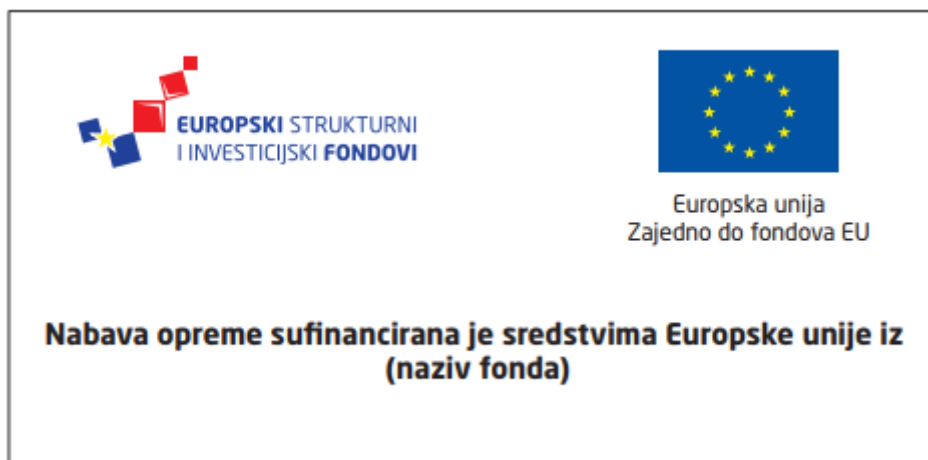 EUROPSKI STRUKTURNI
I INVESTICIJSKI FONDOVI
Europska unija
Zajedno do fondova EU
Nabava opreme sufinancirana je sredstvima Europske unije iz
(naziv fonda)